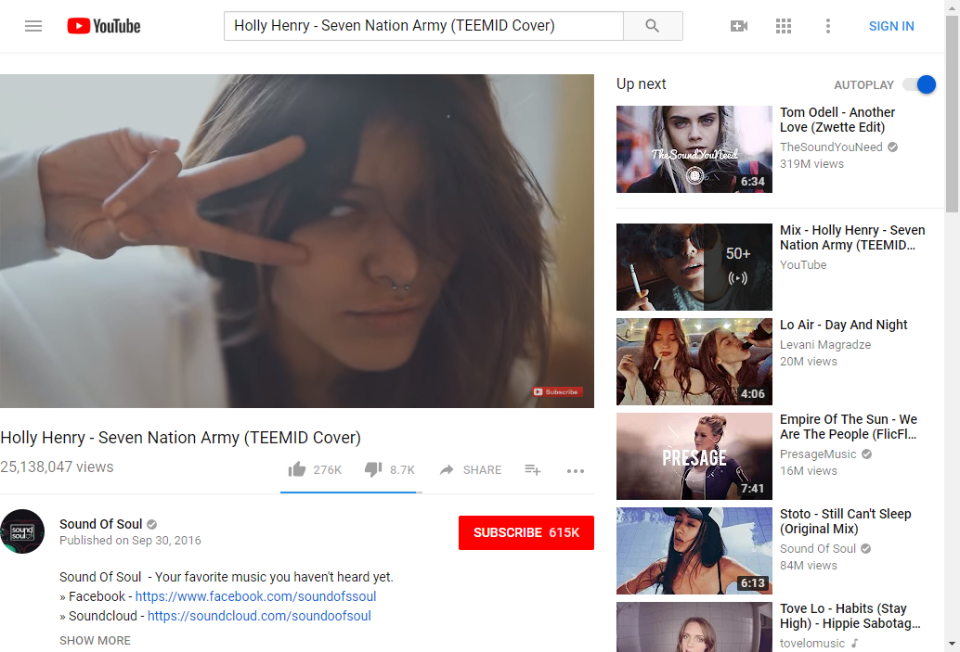 YouTube
Holly Henry - Seven Nation Army (TEEMID Cover)
SIGN IN
Subscribe
Holly Henry - Seven Nation Army (TEEMID Cover)
25,138,047 views
276K
8.7K
SHARE
sound of soul
Sound Of Soul
Published on Sep 30, 2016
SUBSCRIBE 615K
Sound Of Soul - Your favorite music you haven't heard yet.
» Facebook - https://www.facebook.com/soundofssoul
» Soundcloud - https://soundcloud.com/soundoofsoul
SHOW MORE
Up next
AUTOPLAY
TheSoundYouNeed
6:34
Tom Odell - Another
Love (Zwette Edit)
TheSoundYouNeed
319M views
50+
Mix - Holly Henry - Seven
Nation Army (TEEMID...
YouTube
4:06
Lo Air - Day And Night
Levani Magradze
20M views
PRESAGE
7:41
Empire Of The Sun - We
Are The People (FlicFl...
PresageMusic
16M views
6:13
Stoto - Still Can't Sleep
(Original Mix)
Sound Of Soul
84M views
Tove Lo - Habits (Stay
High) - Hippie Sabotag...
tovelomusic